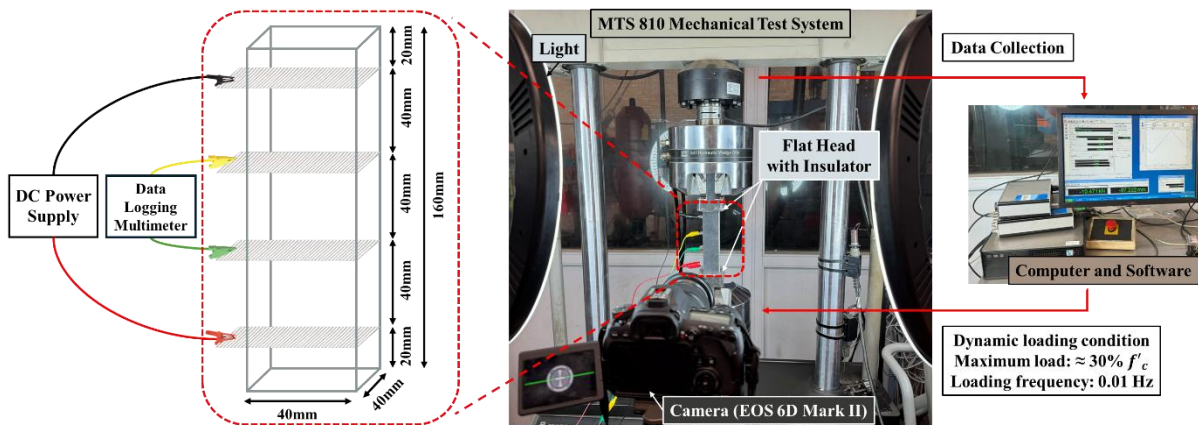 MTS 810 Mechanical Test System
Light
Data Collection
Flat Head
with Insulator
DC Power
Supply
Data
Logging
Multimeter
20mm
40mm
40mm
40mm
20mm
160mm
40mm
40mm
Computer and Software
Camera (EOS 6D Mark II)
Dynamic loading condition
Maximum load: ≈ 30% f'c
Loading frequency: 0.01 Hz